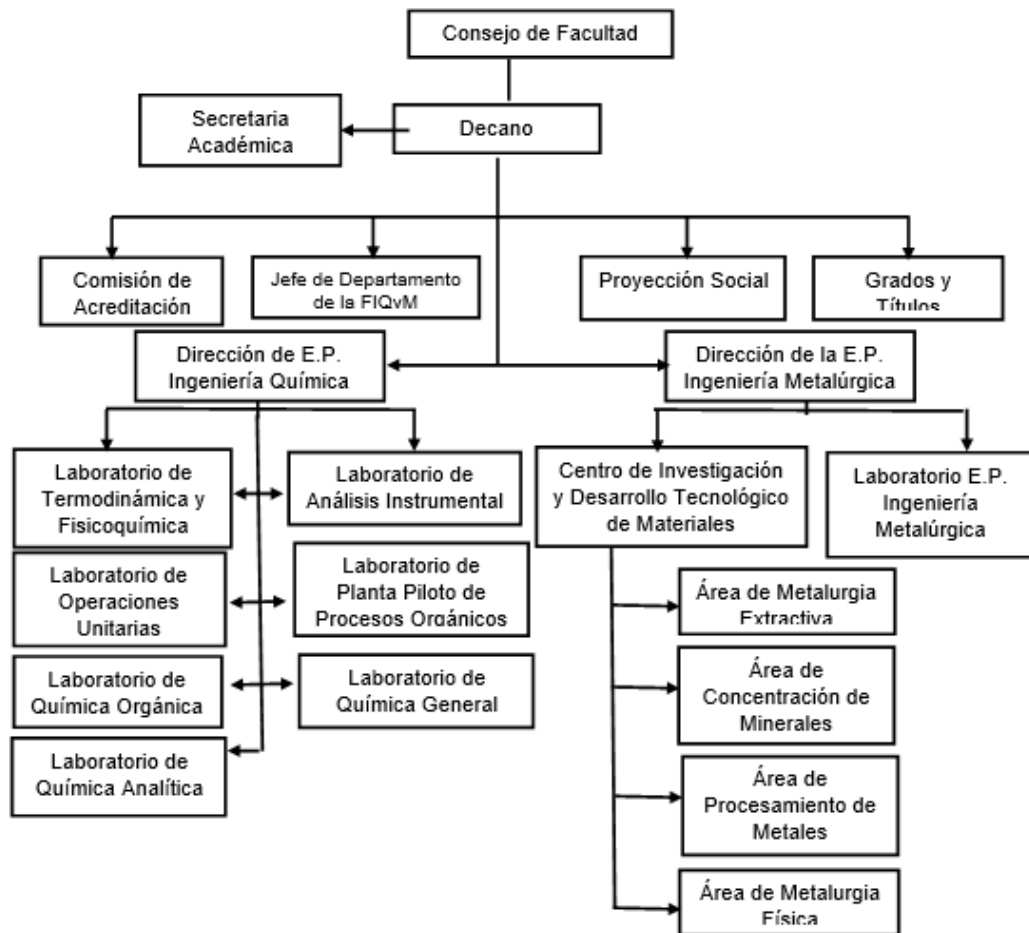 Consejo de Facultad
Secretaria
Académica
Decano
Comisión de
Acreditación
Jefe de Departamento
de la FIQyM
Proyección Social
Grados y
Títulos
Dirección de E.P.
Ingeniería Química
Dirección de la E.P.
Ingeniería Metalúrgica
Laboratorio de
Termodinámica y
Fisicoquímica
Laboratorio de
Análisis Instrumental
Centro de Investigación
y Desarrollo Tecnológico
de Materiales
Laboratorio E.P.
Ingeniería
Metalúrgica
Laboratorio de
Operaciones
Unitarias
Laboratorio de
Planta Piloto de
Procesos Orgánicos
Área de Metalurgia
Extractiva
Laboratorio de
Química Orgánica
Laboratorio de
Química General
Área de
Concentración de
Minerales
Laboratorio de
Química Analítica
Área de
Procesamiento de
Metales
Área de Metalurgia
Física